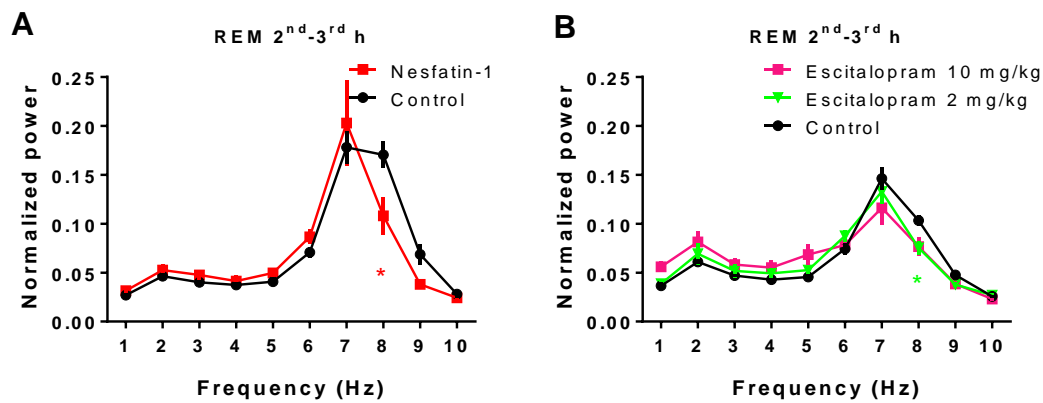 A
REM 2nd-3rd h
Nesfatin-1
Control
0.25
0.20
0.15
0.10
0.05
0.00
Normalized power
*
1 2 3 4 5 6 7 8 9 10
Frequency (Hz)
B
REM 2nd-3rd h
Escitalopram 10 mg/kg
Escitalopram 2 mg/kg
Control
0.25
0.20
0.15
0.10
0.05
0.00
Normalized power
*
1 2 3 4 5 6 7 8 9 10
Frequency (Hz)